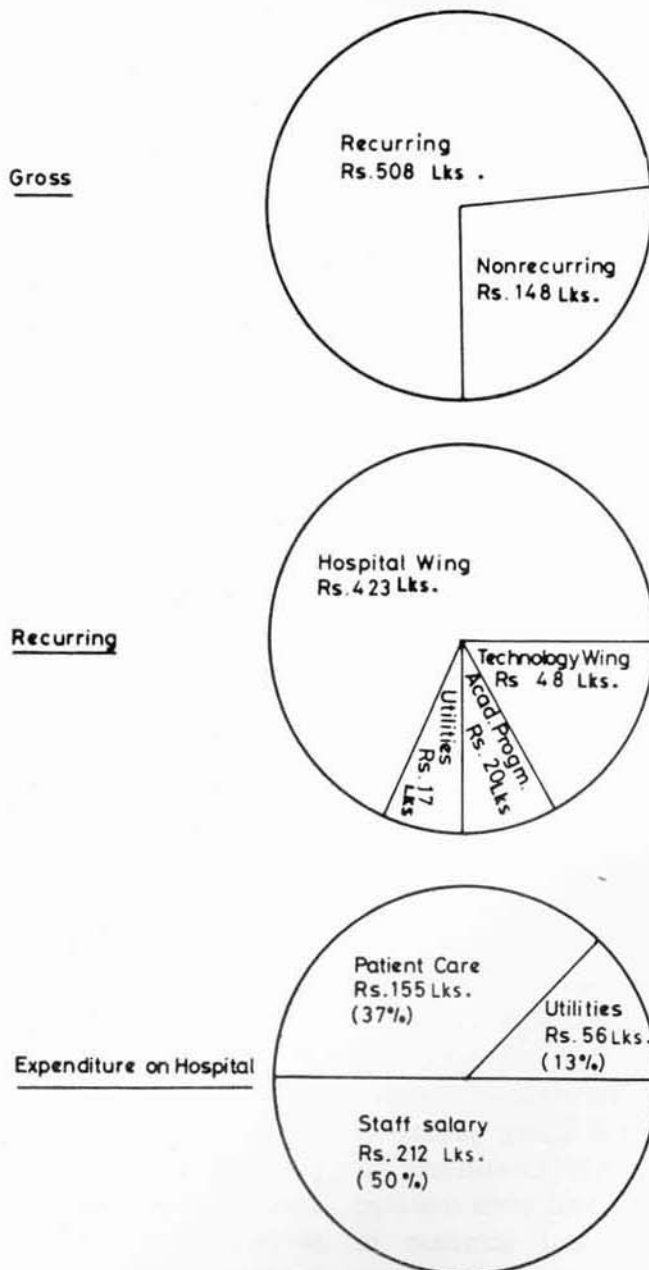 Gross
Recurring
Rs.508 Lks.
Nonrecurring
Rs.148 Lks.
Recurring
Hospital Wing
Rs.423 Lks.
Technology Wing
Rs 48 Lks.
Acad. Progm.
Rs. 20Lks
Utilities
Rs. 17
Lks
Expenditure on Hospital
Patient Care
Rs.155 Lks.
(37%)
Utilities
Rs. 56 Lks.
(13%)
Staff salary
Rs.212 Lks.
(50%)